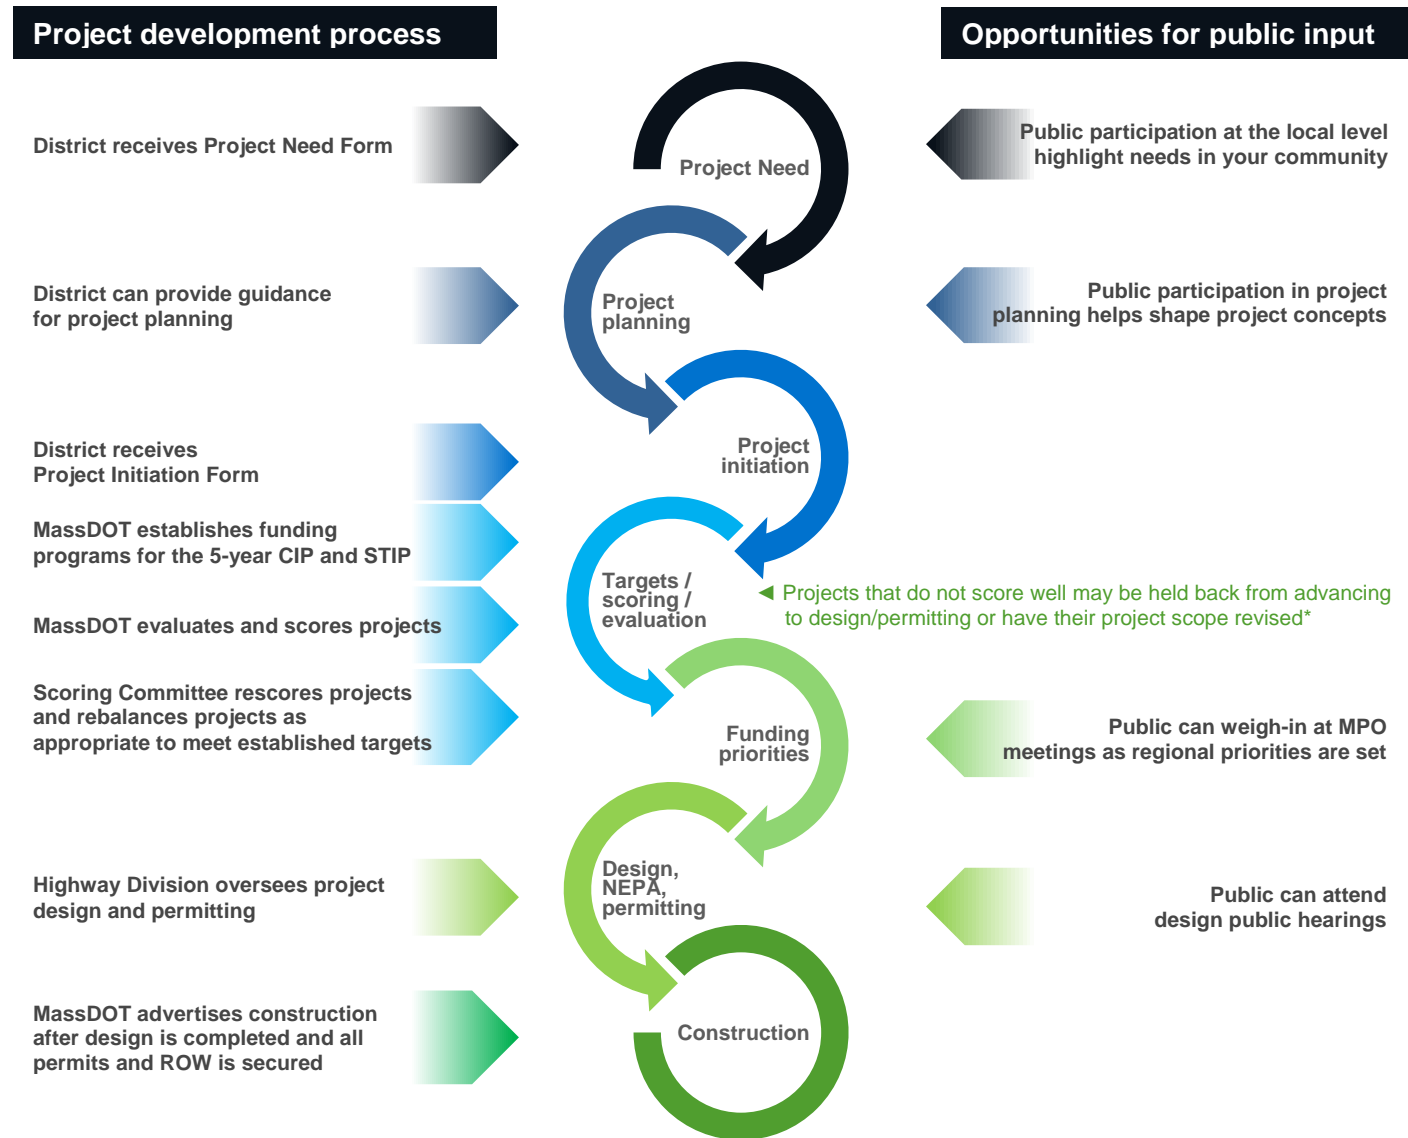 Project development process
Opportunities for public input
District receives Project Need Form
Project Need
Public participation at the local level
highlight needs in your community
District can provide guidance
for project planning
Project
planning
Public participation in project
planning helps shape project concepts
District receives
Project Initiation Form
Project
initiation
MassDOT establishes funding
programs for the 5-year CIP and STIP
MassDOT evaluates and scores projects
Targets /
scoring /
evaluation
◄ Projects that do not score well may be held back from advancing
to design/permitting or have their project scope revised*
Scoring Committee rescores projects
and rebalances projects as
appropriate to meet established targets
Funding
priorities
Public can weigh-in at MPO
meetings as regional priorities are set
Highway Division oversees project
design and permitting
Design,
NEPA,
permitting
Public can attend
design public hearings
MassDOT advertises construction
after design is completed and all
permits and ROW is secured
Construction